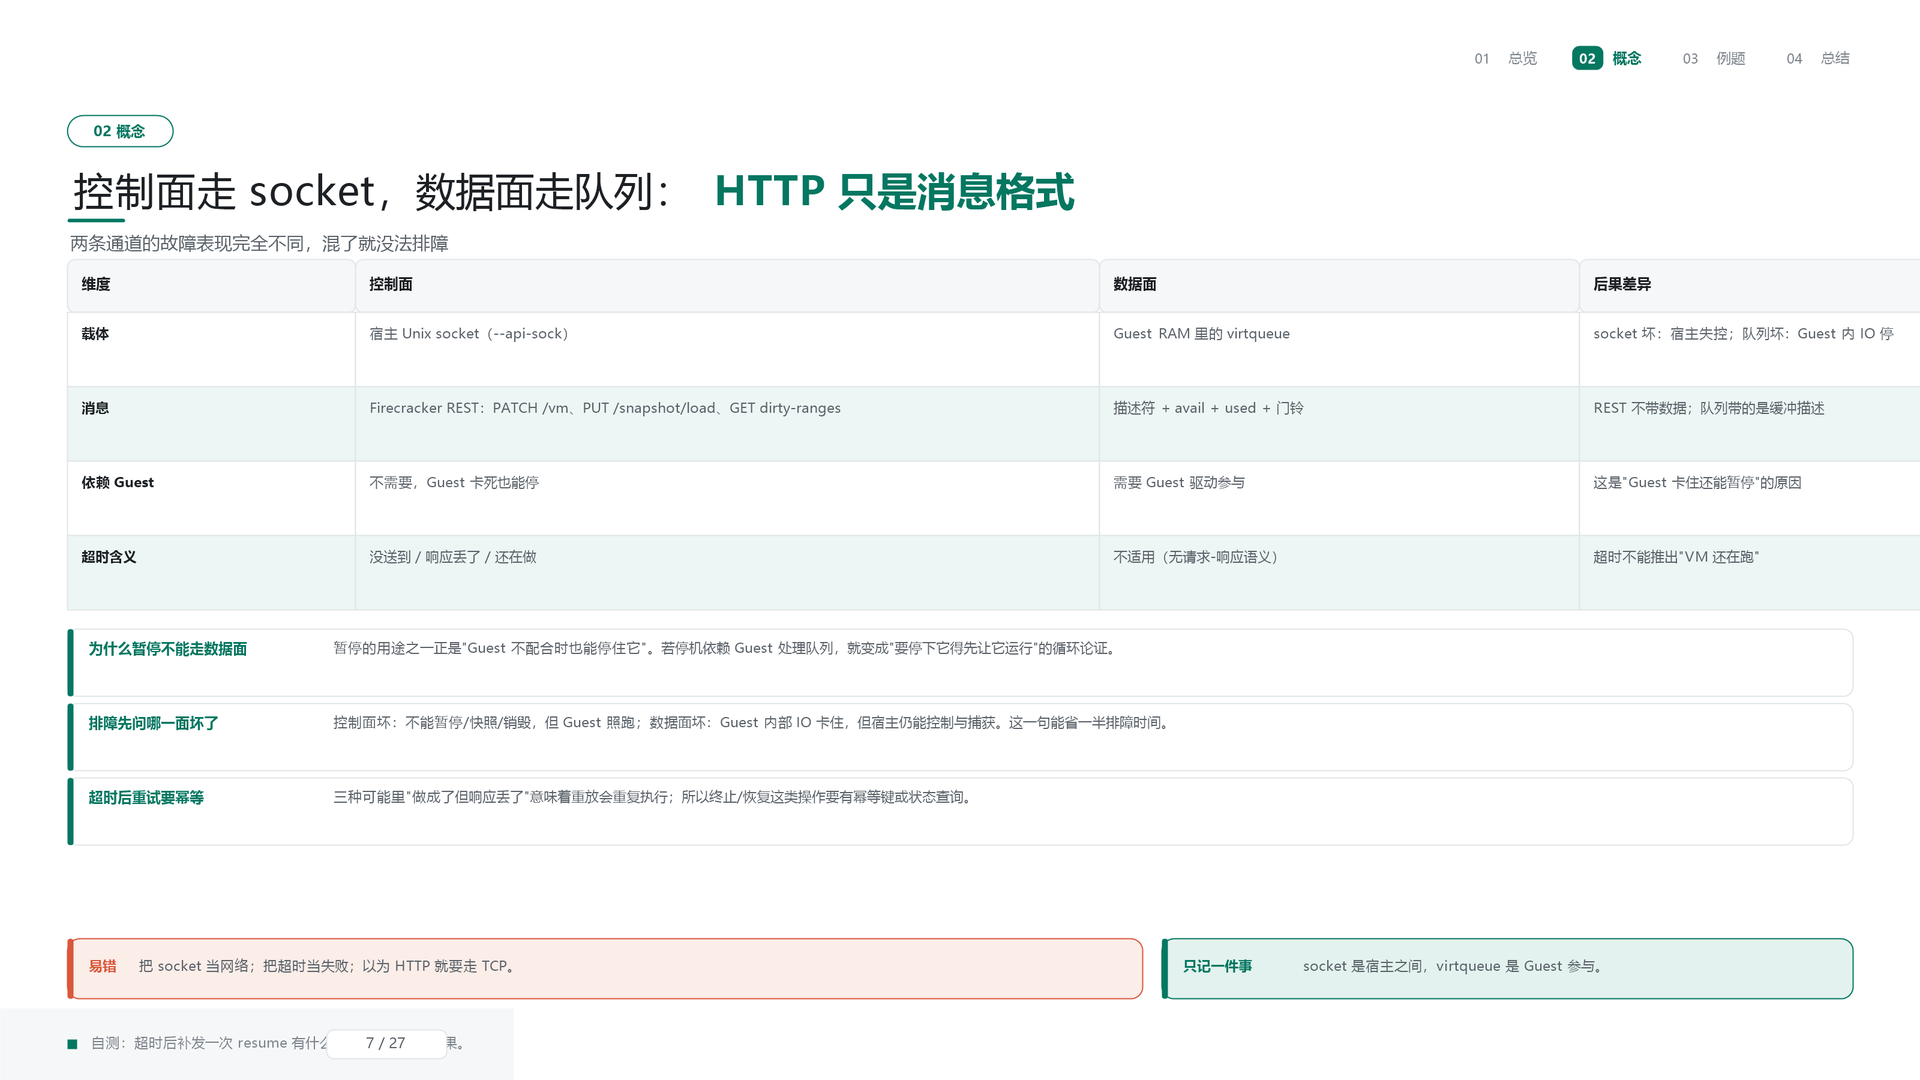 01 总览 02 概念 03 例题 04 总结
02 概念
控制面走 socket，数据面走队列： HTTP 只是消息格式
两条通道的故障表现完全不同，混了就没法排障
维度 控制面 数据面 后果差异
载体 宿主 Unix socket（--api-sock） Guest RAM 里的 virtqueue socket 坏：宿主失控；队列坏：Guest 内 IO 停
消息 Firecracker REST：PATCH /vm、PUT /snapshot/load、GET dirty-ranges 描述符 + avail + used + 门铃 REST 不带数据；队列带的是缓冲描述
依赖 Guest 不需要，Guest 卡死也能停 需要 Guest 驱动参与 这是"Guest 卡住还能暂停"的原因
超时含义 没送到 / 响应丢了 / 还在做 不适用（无请求-响应语义） 超时不能推出"VM 还在跑"
为什么暂停不能走数据面 暂停的用途之一正是"Guest 不配合时也能停住它"。若停机依赖 Guest 处理队列，就变成"要停下它得先让它运行"的循环论证。
排障先问哪一面坏了 控制面坏：不能暂停/快照/销毁，但 Guest 照跑；数据面坏：Guest 内部 IO 卡住，但宿主仍能控制与捕获。这一句能省一半排障时间。
超时后重试要幂等 三种可能里"做成了但响应丢了"意味着重放会重复执行；所以终止/恢复这类操作要有幂等键或状态查询。
易错 把 socket 当网络；把超时当失败；以为 HTTP 就要走 TCP。
只记一件事 socket 是宿主之间，virtqueue 是 Guest 参与。
自测：超时后补发一次 resume 有什 果。
7 / 27